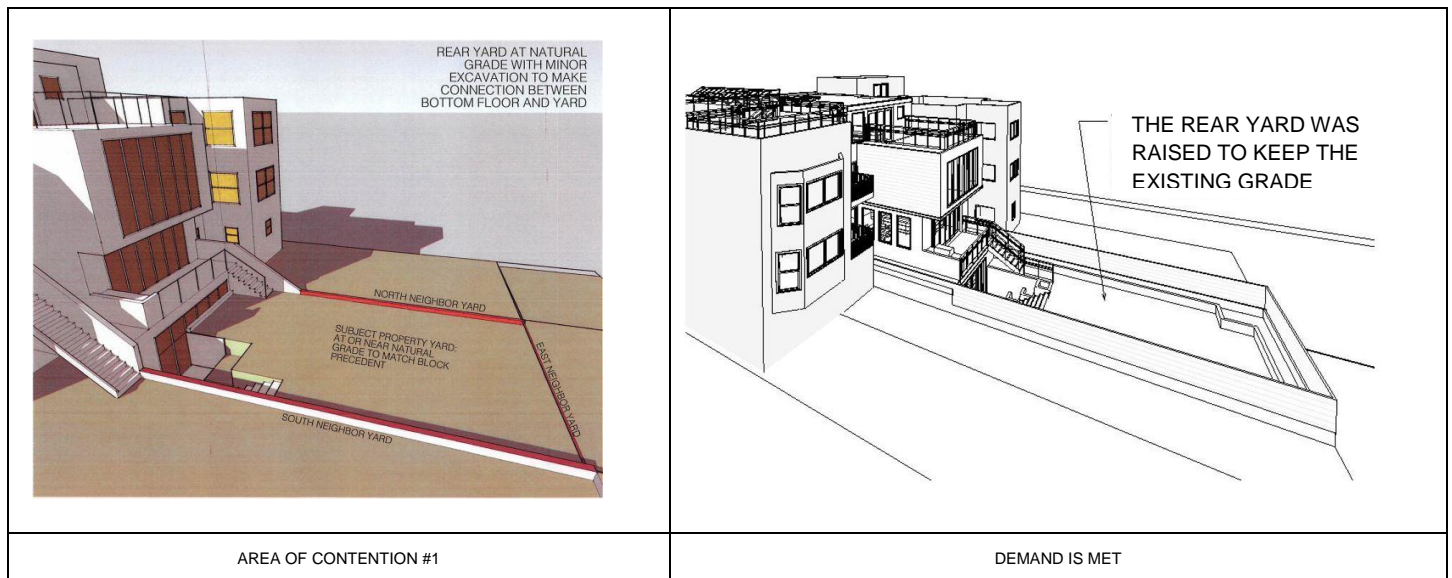 REAR YARD AT NATURAL
GRADE WITH MINOR
EXCAVATION TO MAKE
CONNECTION BETWEEN
BOTTOM FLOOR AND YARD
NORTH NEIGHBOR YARD
SUBJECT PROPERTY YARD:
AT OR NEAR NATURAL
GRADE TO MATCH BLOCK
PRECEDENT
EAST NEIGHBOR YARD
SOUTH NEIGHBOR YARD
THE REAR YARD WAS
RAISED TO KEEP THE
EXISTING GRADE
AREA OF CONTENTION #1
DEMAND IS MET